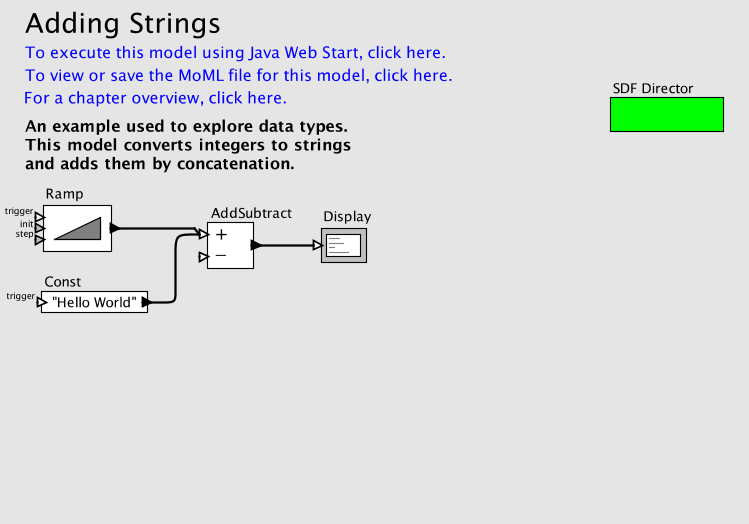 Adding Strings
To execute this model using Java Web Start, click here.
To view or save the MoML file for this model, click here.
For a chapter overview, click here.
SDF Director
An example used to explore data types.
This model converts integers to strings
and adds them by concatenation.
Ramp
trigger
init
step
AddSubtract
+
−
Display
Const
trigger
"Hello World"